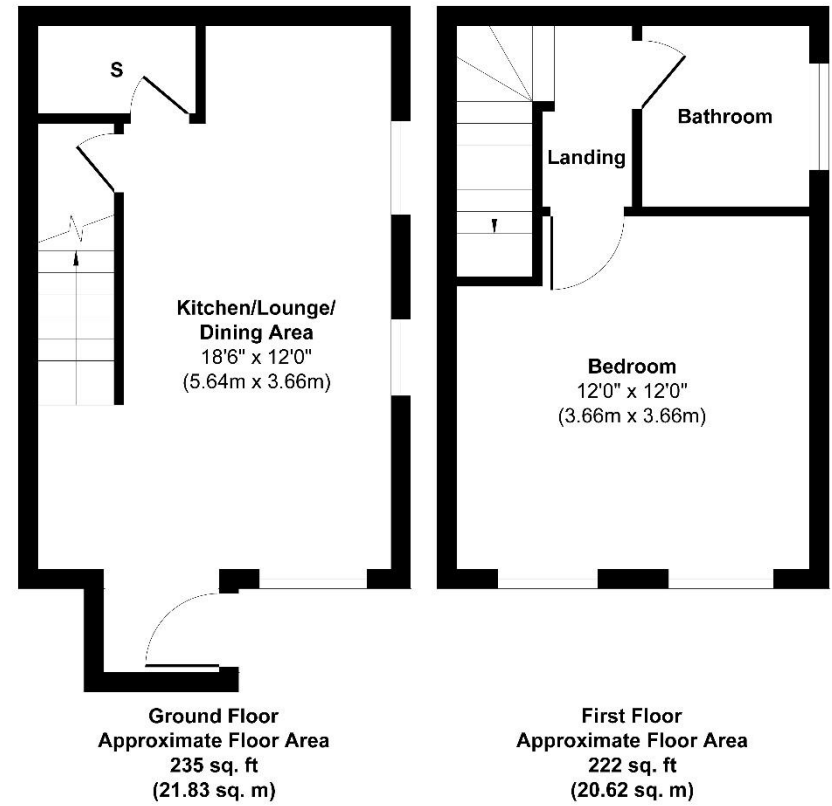 S
Kitchen/Lounge/
Dining Area
18'6" x 12'0"
(5.64m x 3.66m)
Ground Floor
Approximate Floor Area
235 sq. ft
(21.83 sq. m)
Bathroom
Landing
Bedroom
12'0" x 12'0"
(3.66m x 3.66m)
First Floor
Approximate Floor Area
222 sq. ft
(20.62 sq. m)